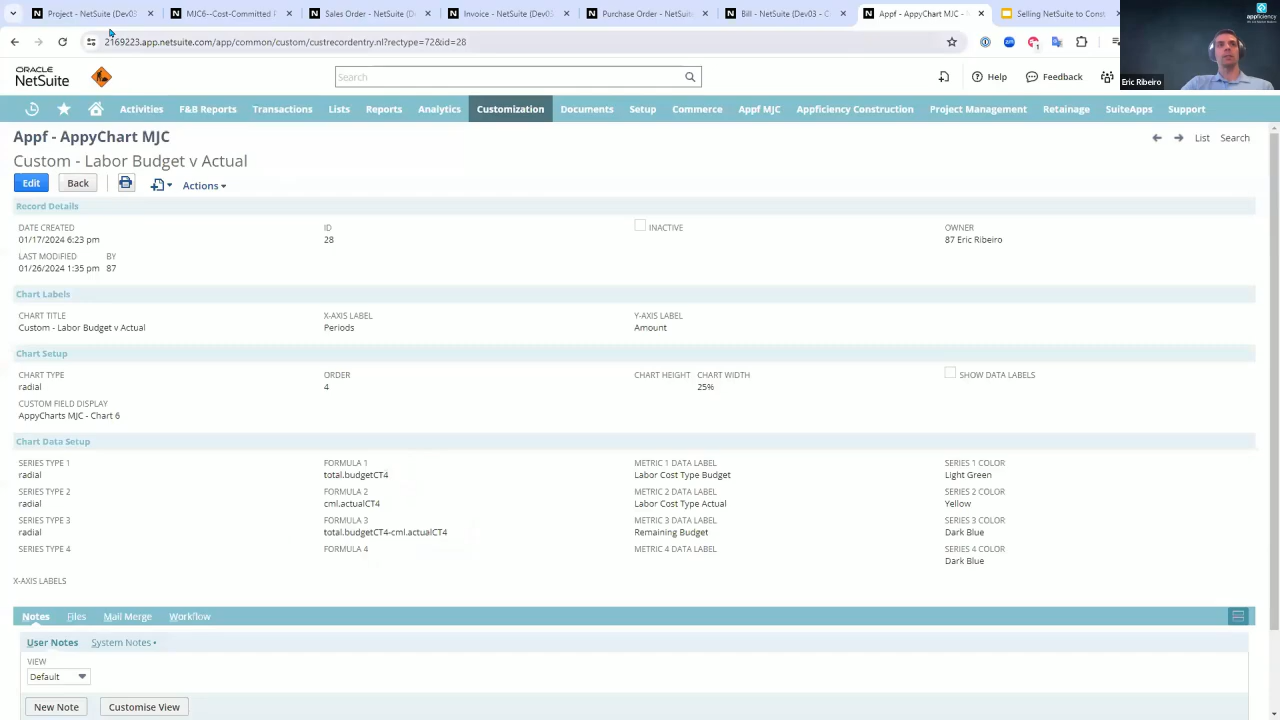 Project - NetSuite (Dev03
MJC6--Cost-Committed
Sales Order - NetSuite (Dev
Invoice - NetSuite (Dev03
Purchase Order - NetSuite
Bill - NetSuite (Dev03
Appf - AppyChart MJC -
Selling NetSuite to Const
appficiency
.app.netsuite.com/app/common/custom/custrecordentry.nl?rectype=72&id=28
Eric Ribeiro
ORACLE
NetSuite
Search
Help
Feedback
Activities
F&B Reports
Transactions
Lists
Reports
Analytics
Customization
Documents
Setup
Commerce
Appf MJC
Appficiency Construction
Project Management
Retainage
SuiteApps
Support
Appf - AppyChart MJC
List
Search
Custom - Labor Budget v Actual
Edit
Back
Actions
Record Details
DATE CREATED
01/17/2024 6:23 pm
ID
28
INACTIVE
OWNER
87 Eric Ribeiro
LAST MODIFIED
BY
01/26/2024 1:35 pm
87
Chart Labels
CHART TITLE
Custom - Labor Budget v Actual
X-AXIS LABEL
Periods
Y-AXIS LABEL
Amount
Chart Setup
CHART TYPE
radial
ORDER
4
CHART HEIGHT
CHART WIDTH
25%
SHOW DATA LABELS
CUSTOM FIELD DISPLAY
AppyCharts MJC - Chart 6
Chart Data Setup
SERIES TYPE 1
radial
FORMULA 1
total.budgetCT4
METRIC 1 DATA LABEL
Labor Cost Type Budget
SERIES 1 COLOR
Light Green
SERIES TYPE 2
radial
FORMULA 2
cml.actualCT4
METRIC 2 DATA LABEL
Labor Cost Type Actual
SERIES 2 COLOR
Yellow
SERIES TYPE 3
radial
FORMULA 3
total.budgetCT4-cml.actualCT4
METRIC 3 DATA LABEL
Remaining Budget
SERIES 3 COLOR
Dark Blue
SERIES TYPE 4
FORMULA 4
METRIC 4 DATA LABEL
SERIES 4 COLOR
Dark Blue
X-AXIS LABELS
Notes
Files
Mail Merge
Workflow
User Notes
System Notes •
VIEW
Default
New Note
Customise View